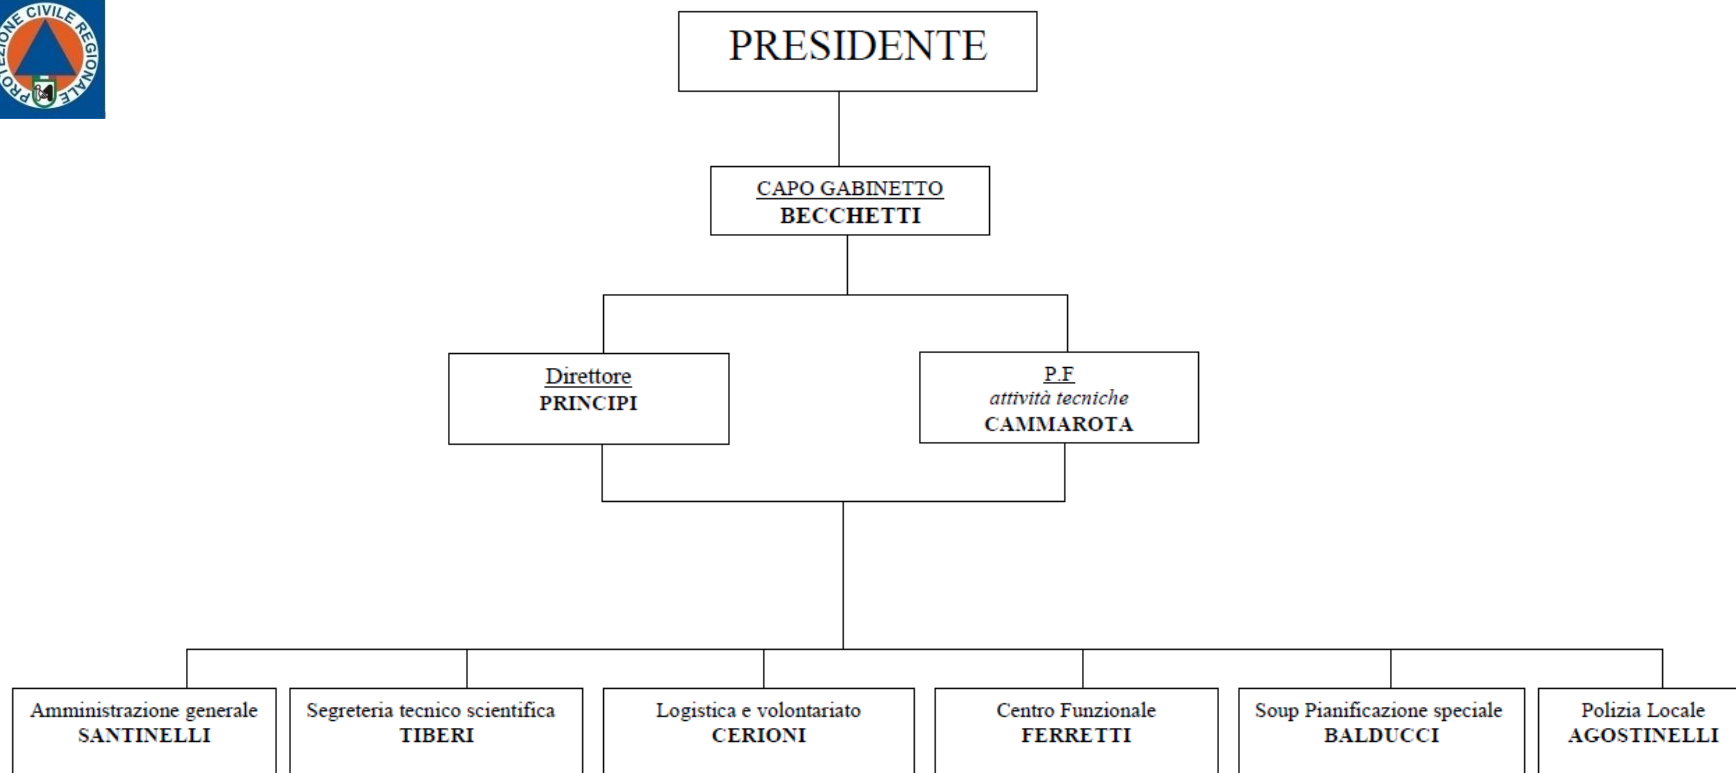 PROTEZIONE CIVILE REGIONALE
PRESIDENTE
CAPO GABINETTO
BECCHETTI
Direttore
PRINCIPI
P.F
attività tecniche
CAMMAROTA
Amministrazione generale
SANTINELLI
Segreteria tecnico scientifica
TIBERI
Logistica e volontariato
CERIONI
Centro Funzionale
FERRETTI
Soup Pianificazione speciale
BALDUCCI
Polizia Locale
AGOSTINELLI